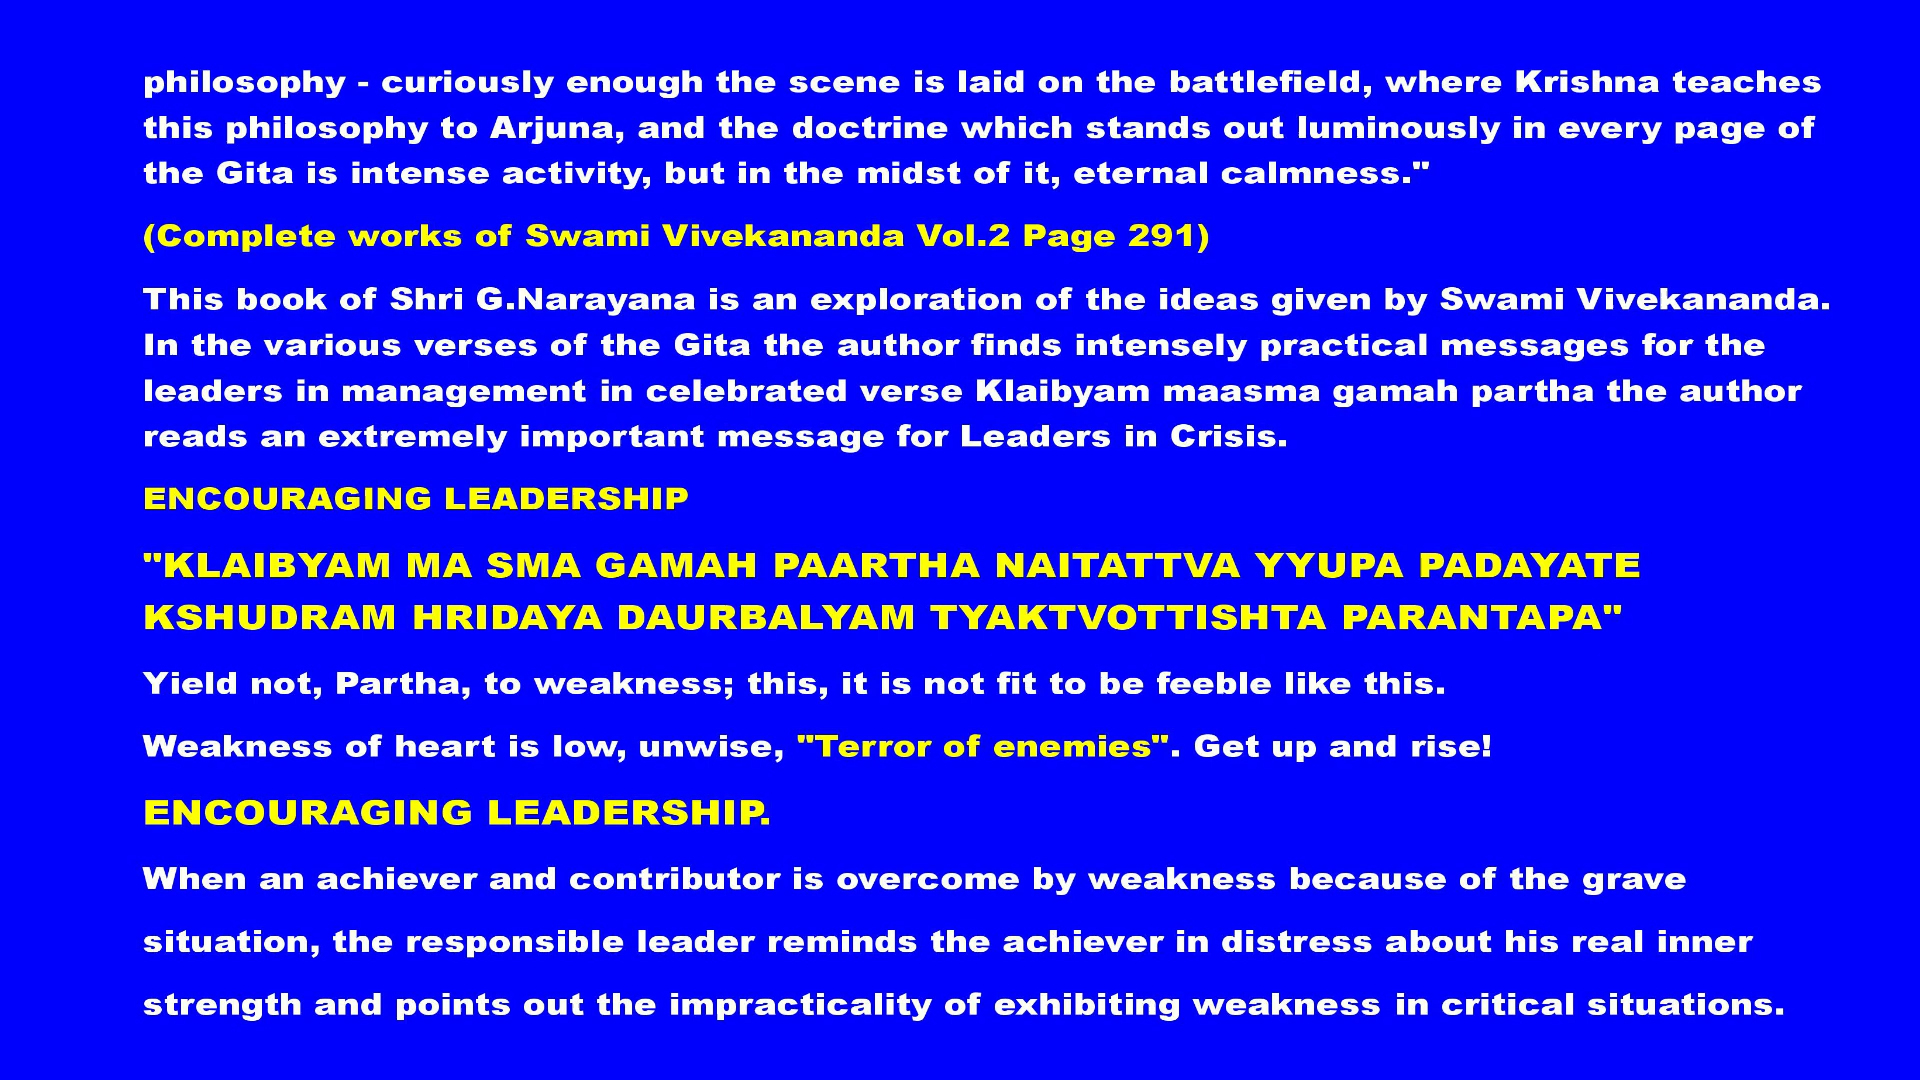 philosophy - curiously enough the scene is laid on the battlefield, where Krishna teaches
this philosophy to Arjuna, and the doctrine which stands out luminously in every page of
the Gita is intense activity, but in the midst of it, eternal calmness."
(Complete works of Swami Vivekananda Vol.2 Page 291)
This book of Shri G.Narayana is an exploration of the ideas given by Swami Vivekananda.
In the various verses of the Gita the author finds intensely practical messages for the
leaders in management in celebrated verse Klaibyam maasma gamah partha the author
reads an extremely important message for Leaders in Crisis.
ENCOURAGING LEADERSHIP
"KLAIBYAM MA SMA GAMAH PAARTHA NAITATTVA YYUPA PADAYATE
KSHUDRAM HRIDAYA DAURBALYAM TYAKTVOTTISHTA PARANTAPA"
Yield not, Partha, to weakness; this, it is not fit to be feeble like this.
Weakness of heart is low, unwise, "Terror of enemies". Get up and rise!
ENCOURAGING LEADERSHIP.
When an achiever and contributor is overcome by weakness because of the grave
situation, the responsible leader reminds the achiever in distress about his real inner
strength and points out the impracticality of exhibiting weakness in critical situations.